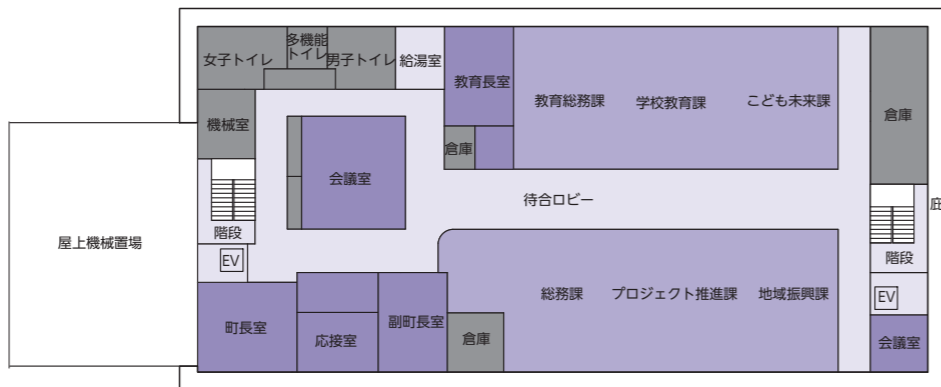 女子トイレ
多機能
トイレ
男子トイレ
給湯室
教育長室
教育総務課
学校教育課
こども未来課
倉庫
機械室
会議室
倉庫
待合ロビー
庇
階段
屋上機械置場
EV
階段
EV
町長室
応接室
副町長室
倉庫
総務課
プロジェクト推進課
地域振興課
会議室